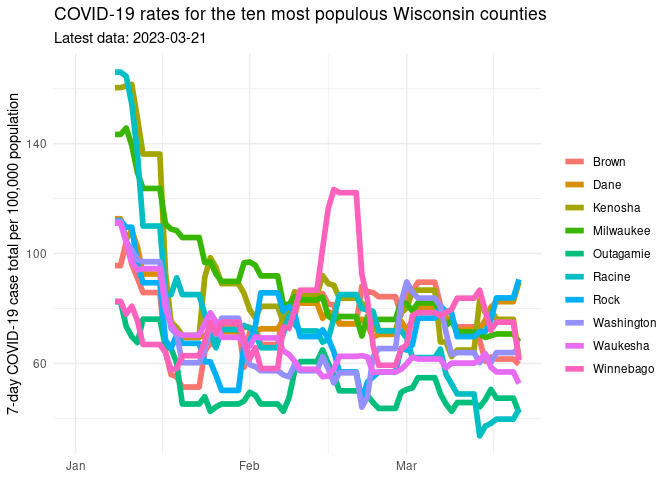 COVID-19 rates for the ten most populous Wisconsin counties
Latest data: 2023-03-21
7-day COVID-19 case total per 100,000 population
140
100
60
Jan Feb Mar
Brown
Dane
Kenosha
Milwaukee
Outagamie
Racine
Rock
Washington
Waukesha
Winnebago